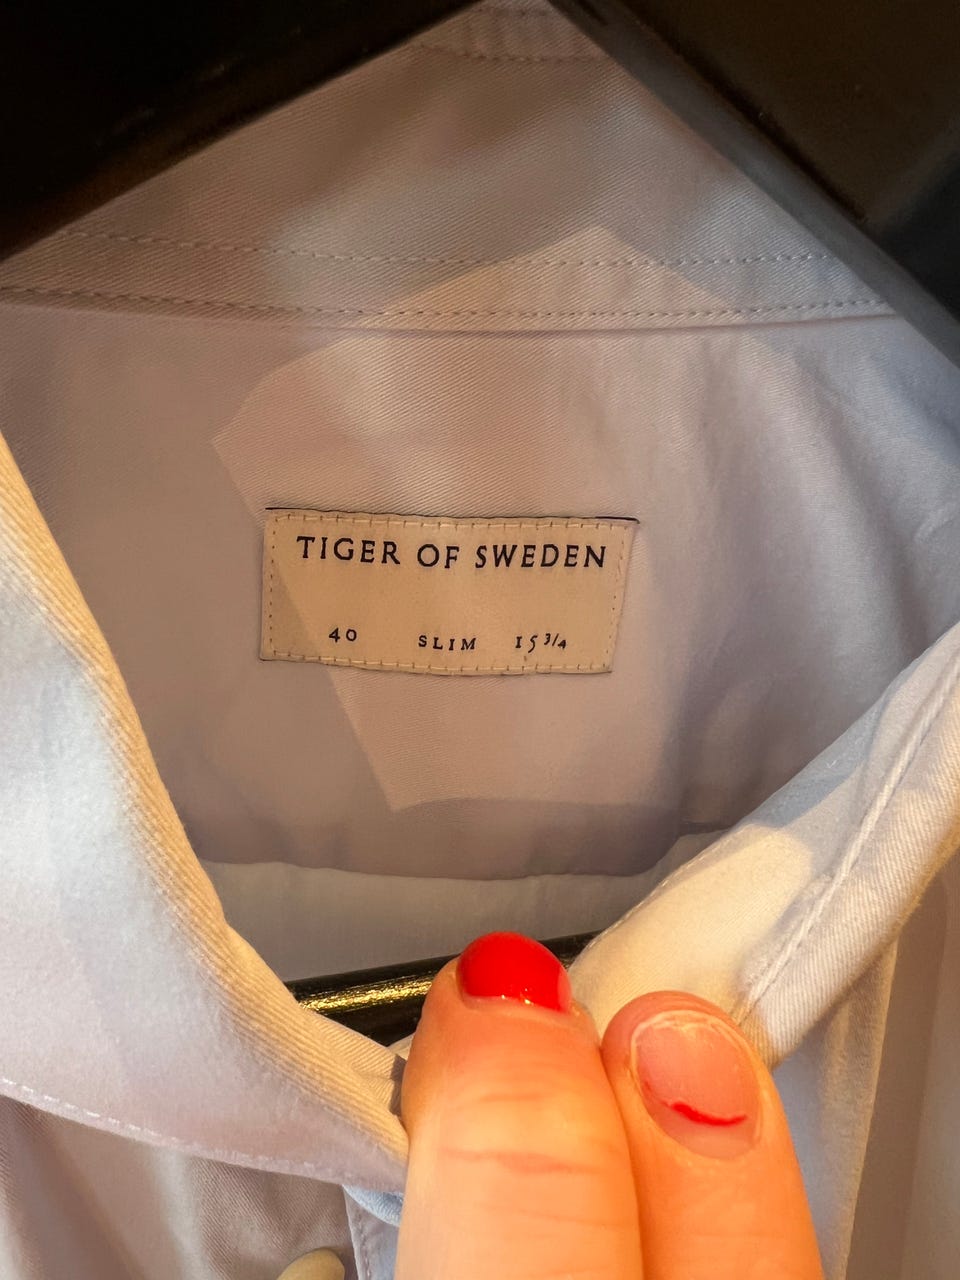 TIGER OF SWEDEN
40 SLIM 15 3/4